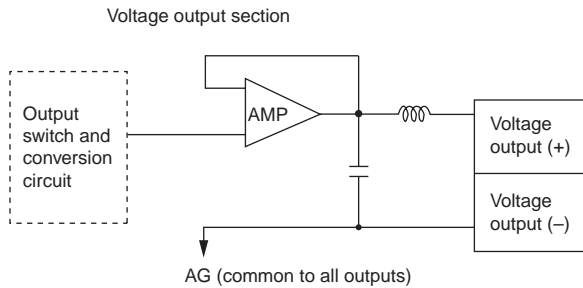 Voltage output section
Output
switch and
conversion
circuit
AMP
Voltage
output (+)
Voltage
output (–)
AG (common to all outputs)